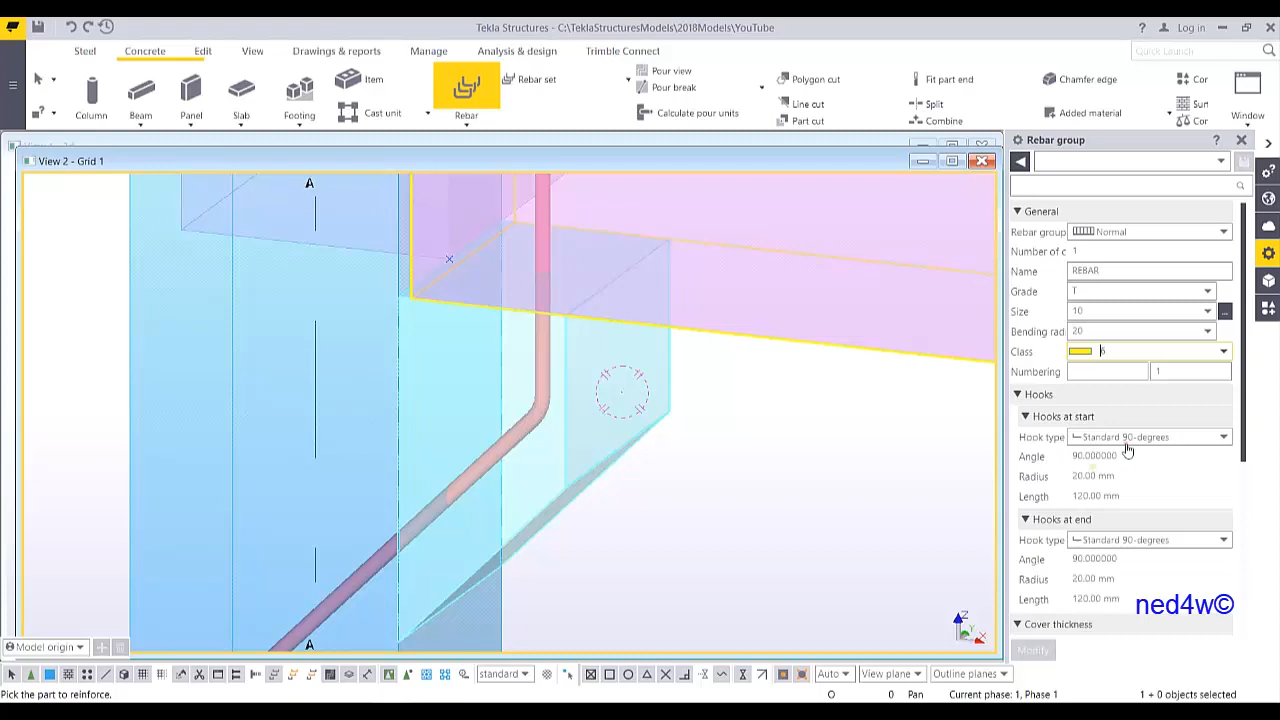 Tekla Structures - C:\TeklaStructuresModels\2018Models\YouTube
Log in
Steel Concrete Edit View Drawings & reports Manage Analysis & design Trimble Connect
Quick Launch
Column Beam Panel Slab Footing Item Cast unit Rebar Rebar set
Pour view
Pour break
Calculate pour units
Polygon cut
Line cut
Part cut
Fit part end
Split
Combine
Chamfer edge
Added material
Cor
Surf
Cor
Window
View 2 - Grid 1
A
A
Z
Y
X
Rebar group
General
Rebar group Normal
Number of c 1
Name REBAR
Grade T
Size 10 ...
Bending rad 20
Class 6
Numbering 1
Hooks
Hooks at start
Hook type Standard 90-degrees
Angle 90.000000
Radius 20.00 mm
Length 120.00 mm
Hooks at end
Hook type Standard 90-degrees
Angle 90.000000
Radius 20.00 mm
Length 120.00 mm
ned4w©
Cover thickness
Modify
Model origin
standard Auto View plane Outline planes
Pick the part to reinforce. O 0 Pan Current phase: 1, Phase 1 1 + 0 objects selected